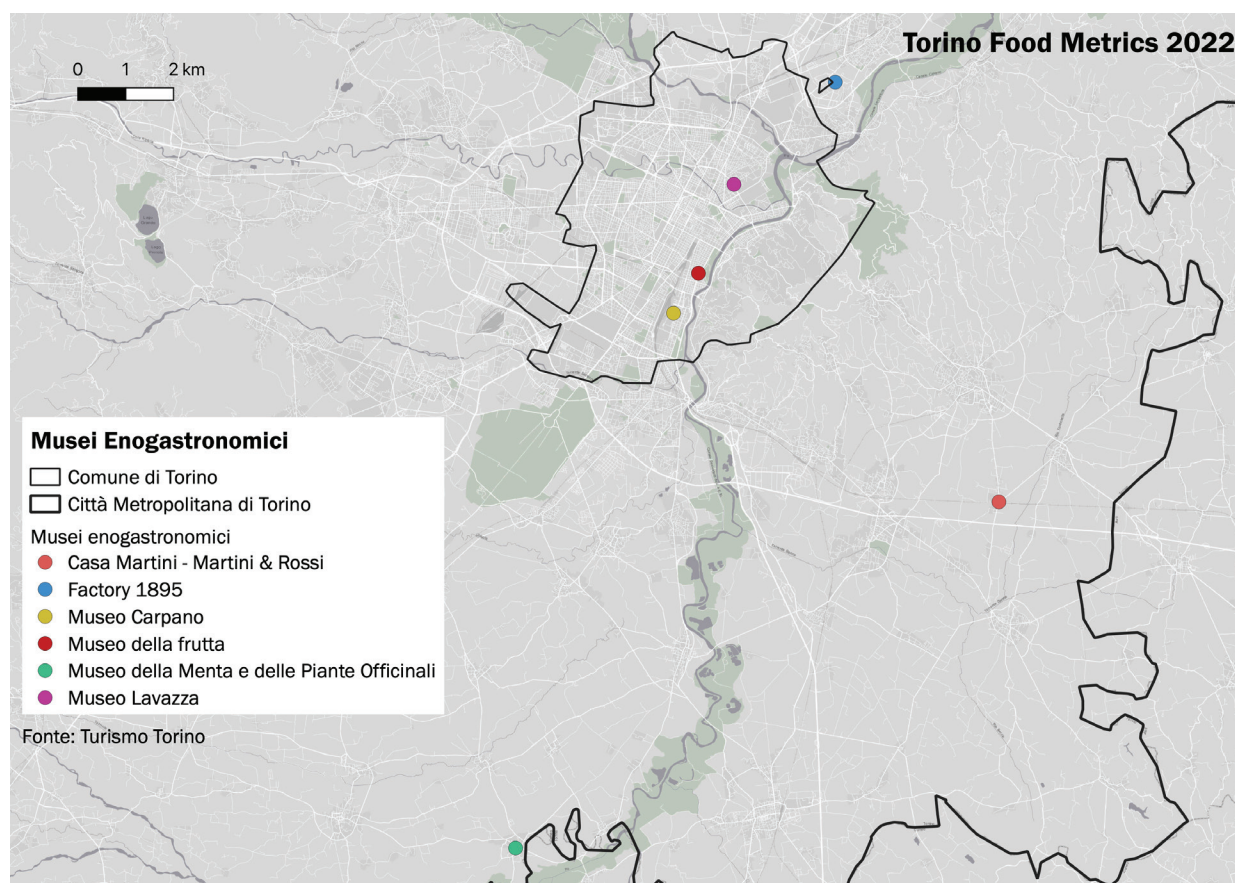 Torino Food Metrics 2022
0 1 2 km
Musei Enogastronomici
Comune di Torino
Città Metropolitana di Torino
Musei enogastronomici
Casa Martini - Martini & Rossi
Factory 1895
Museo Carpano
Museo della frutta
Museo della Menta e delle Piante Officinali
Museo Lavazza
Fonte: Turismo Torino